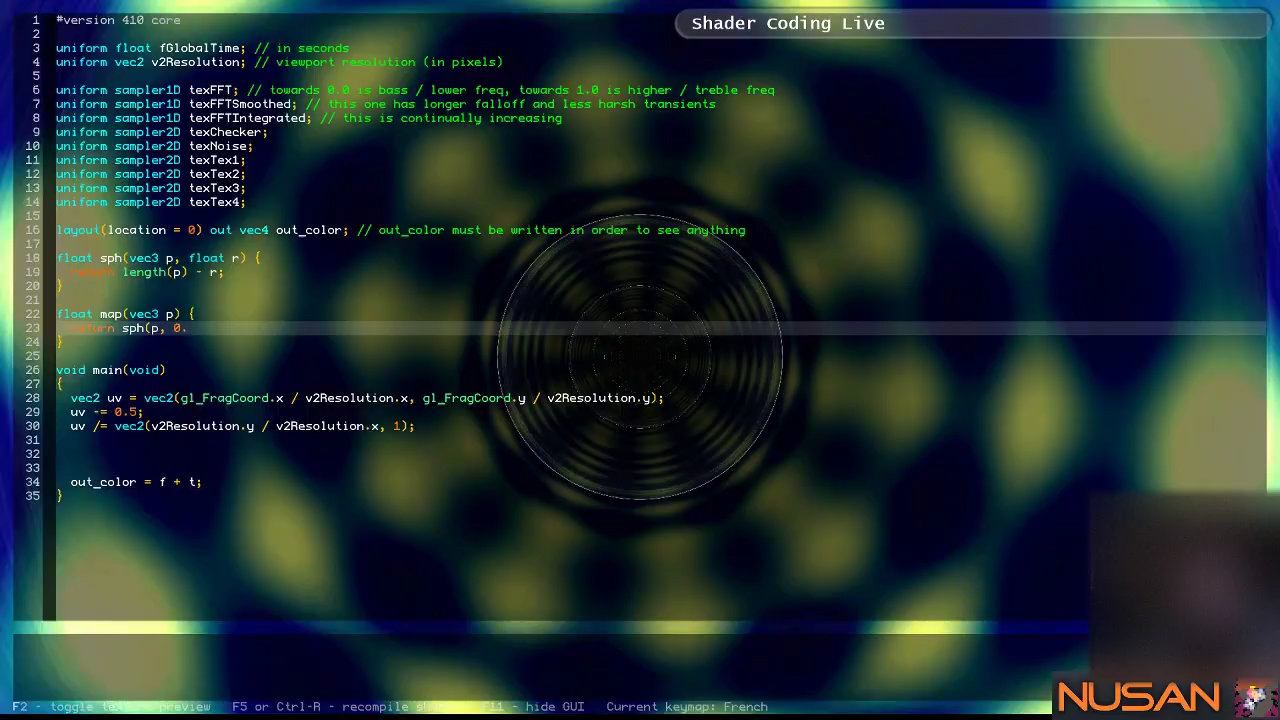 Shader Coding Live
1 #version 410 core
2
3 uniform float fGlobalTime; // in seconds
4 uniform vec2 v2Resolution; // viewport resolution (in pixels)
5
6 uniform sampler1D texFFT; // towards 0.0 is bass / lower freq, towards 1.0 is higher / treble freq
7 uniform sampler1D texFFTSmoothed; // this one has longer falloff and less harsh transients
8 uniform sampler1D texFFTIntegrated; // this is continually increasing
9 uniform sampler2D texChecker;
10 uniform sampler2D texNoise;
11 uniform sampler2D texTex1;
12 uniform sampler2D texTex2;
13 uniform sampler2D texTex3;
14 uniform sampler2D texTex4;
15
16 layout(location = 0) out vec4 out_color; // out_color must be written in order to see anything
17
18 float sph(vec3 p, float r) {
19 return length(p) - r;
20 }
21
22 float map(vec3 p) {
23 return sph(p, 0.
24 }
25
26 void main(void)
27 {
28 vec2 uv = vec2(gl_FragCoord.x / v2Resolution.x, gl_FragCoord.y / v2Resolution.y);
29 uv -= 0.5;
30 uv /= vec2(v2Resolution.y / v2Resolution.x, 1);
31
32
33
34 out_color = f + t;
35 }
F2 - toggle texture preview F5 or Ctrl-R - recompile shader F11 - hide GUI Current keymap: French
NUSAN